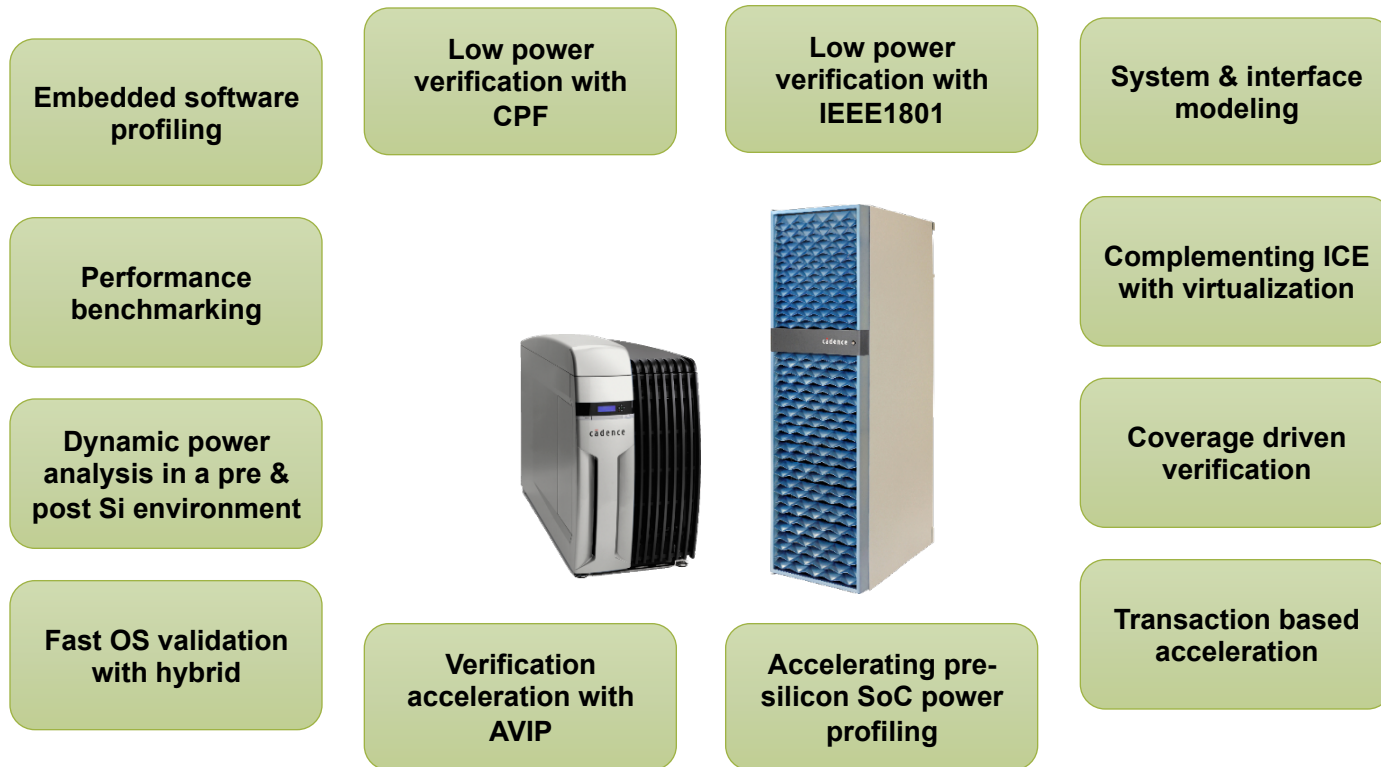 Embedded software
profiling
Low power
verification with
CPF
Low power
verification with
IEEE1801
System & interface
modeling
Performance
benchmarking
Complementing ICE
with virtualization
Dynamic power
analysis in a pre &
post Si environment
Coverage driven
verification
Fast OS validation
with hybrid
Verification
acceleration with
AVIP
Accelerating pre-
silicon SoC power
profiling
Transaction based
acceleration
cādence
cādence